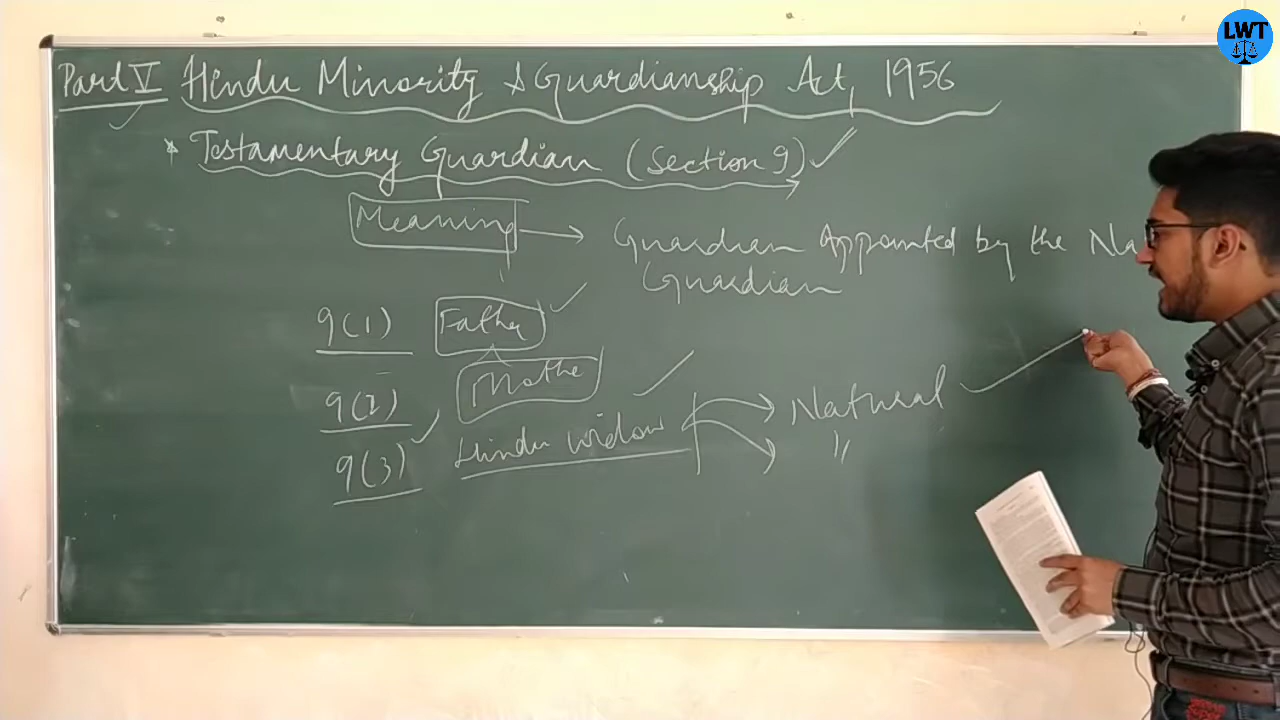 LWT
Part V Hindu Minority & Guardianship Act, 1956
* Testamentary Guardian (Section 9)
Meaning → Guardian Appointed by the Na
Guardian
9(1) Father
9(2) Mothe
9(3) Hindu widow → Natural
→ "